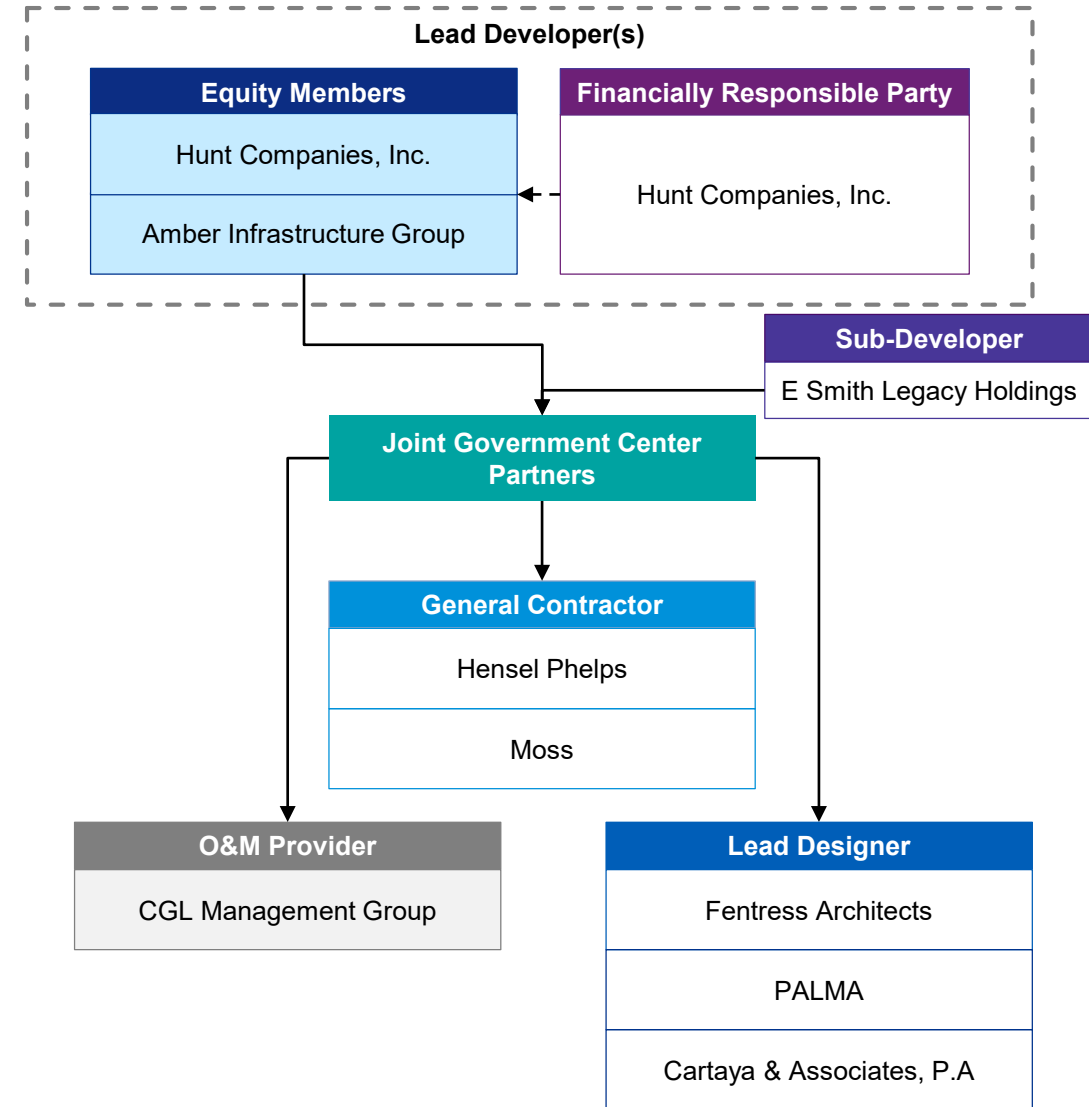 Lead Developer(s)
Equity Members
Hunt Companies, Inc.
Amber Infrastructure Group
Financially Responsible Party
Hunt Companies, Inc.
Sub-Developer
E Smith Legacy Holdings
Joint Government Center
Partners
General Contractor
Hensel Phelps
Moss
O&M Provider
CGL Management Group
Lead Designer
Fentress Architects
PALMA
Cartaya & Associates, P.A